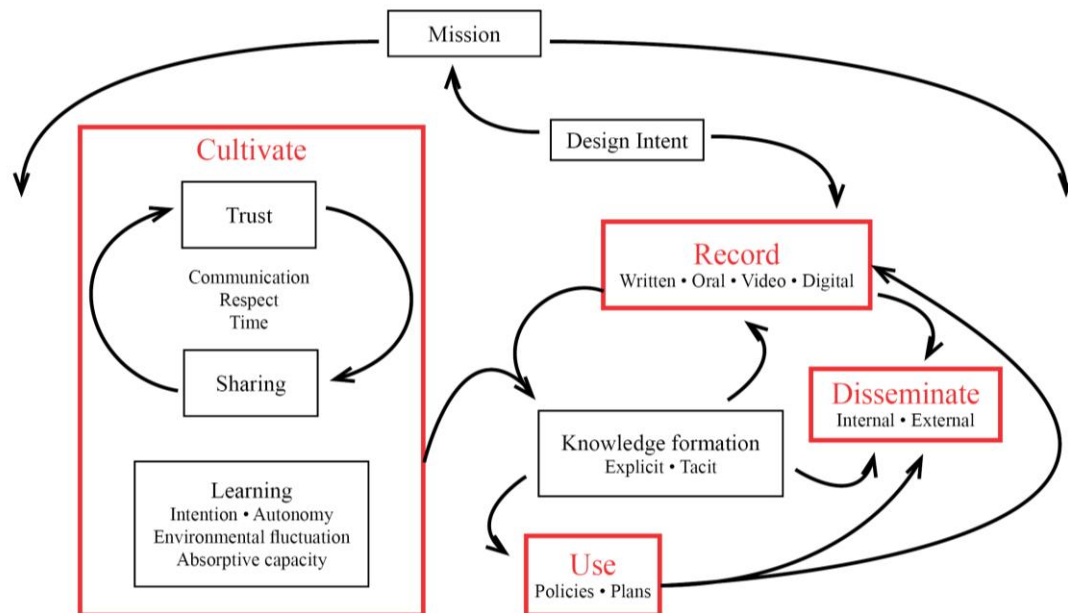 Mission
Design Intent
Cultivate
Trust
Communication
Respect
Time
Sharing
Learning
Intention • Autonomy
Environmental fluctuation
Absorptive capacity
Record
Written • Oral • Video • Digital
Disseminate
Internal • External
Knowledge formation
Explicit • Tacit
Use
Policies • Plans